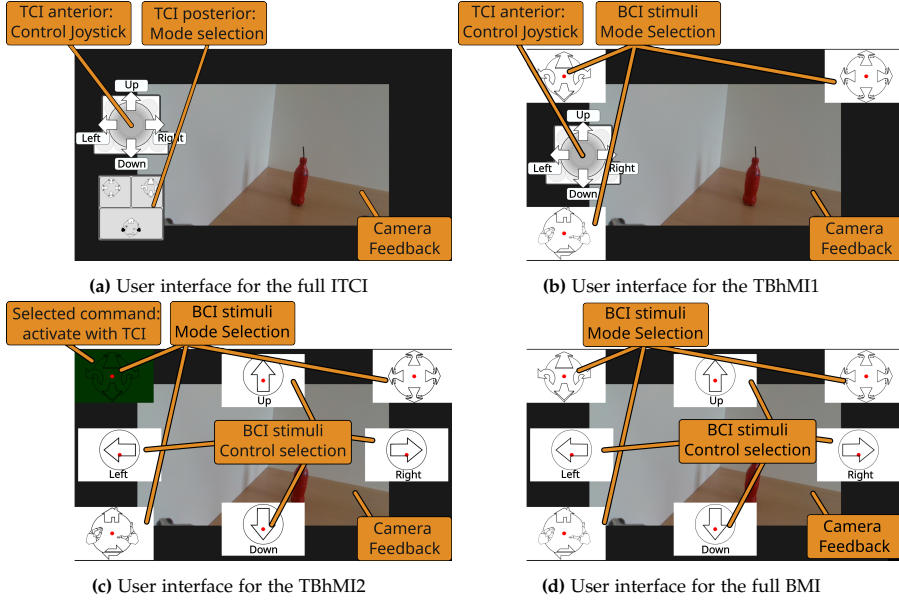 TCI anterior:
Control Joystick
TCI posterior:
Mode selection
Up
Left
Right
Down
Camera
Feedback
(a) User interface for the full ITCI
TCI anterior:
Control Joystick
BCI stimuli
Mode Selection
Up
Left
Right
Down
Camera
Feedback
(b) User interface for the TBhMI1
Selected command:
activate with TCI
BCI stimuli
Mode Selection
Up
BCI stimuli
Control selection
Left
Right
Down
Camera
Feedback
(c) User interface for the TBhMI2
BCI stimuli
Mode Selection
Up
BCI stimuli
Control selection
Left
Right
Down
Camera
Feedback
(d) User interface for the full BMI